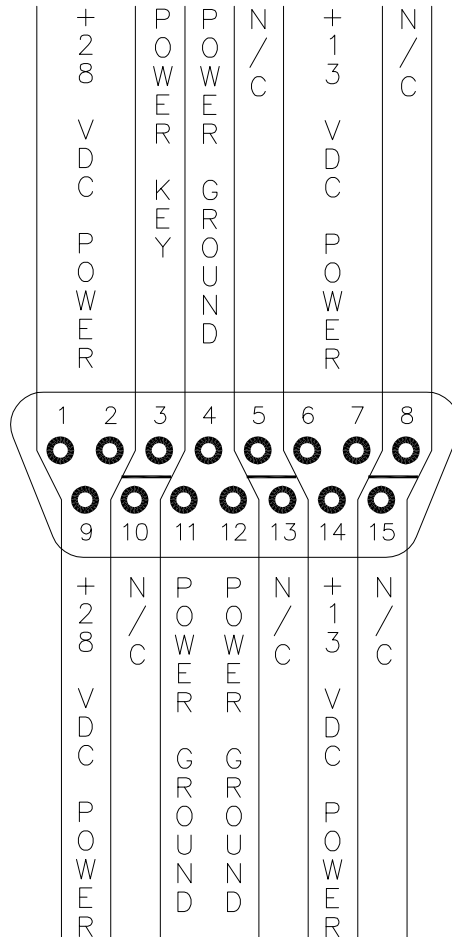 +28 VDC POWER
POWER KEY
POWER GROUND
N/C
+13 VDC POWER
N/C
1 2 3 4 5 6 7 8
9 10 11 12 13 14 15
+28 VDC POWER
N/C
POWER GROUND
POWER GROUND
N/C
+13 VDC POWER
N/C